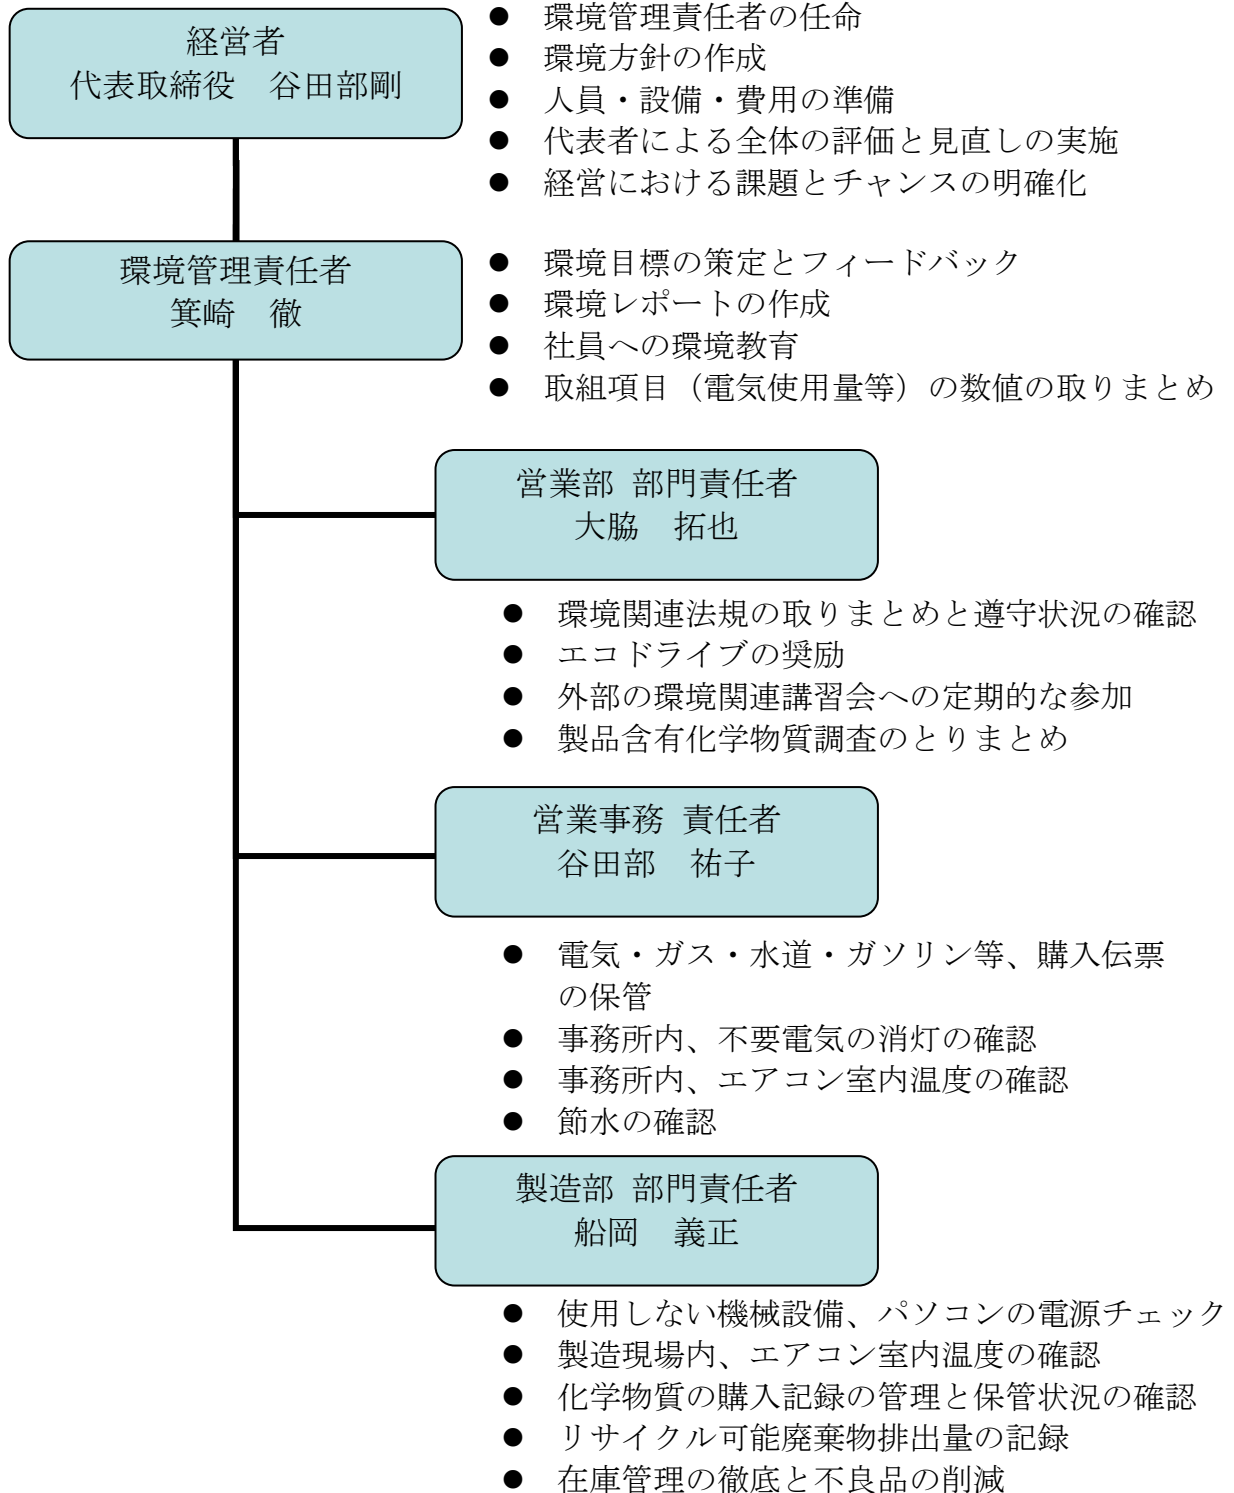 経営者
代表取締役　谷田部剛
● 環境管理責任者の任命
● 環境方針の作成
● 人員・設備・費用の準備
● 代表者による全体の評価と見直しの実施
● 経営における課題とチャンスの明確化
環境管理責任者
箕崎　徹
● 環境目標の策定とフィードバック
● 環境レポートの作成
● 社員への環境教育
● 取組項目（電気使用量等）の数値の取りまとめ
営業部 部門責任者
大脇　拓也
● 環境関連法規の取りまとめと遵守状況の確認
● エコドライブの奨励
● 外部の環境関連講習会への定期的な参加
● 製品含有化学物質調査のとりまとめ
営業事務 責任者
谷田部　祐子
● 電気・ガス・水道・ガソリン等、購入伝票
の保管
● 事務所内、不要電気の消灯の確認
● 事務所内、エアコン室内温度の確認
● 節水の確認
製造部 部門責任者
船岡　義正
● 使用しない機械設備、パソコンの電源チェック
● 製造現場内、エアコン室内温度の確認
● 化学物質の購入記録の管理と保管状況の確認
● リサイクル可能廃棄物排出量の記録
● 在庫管理の徹底と不良品の削減